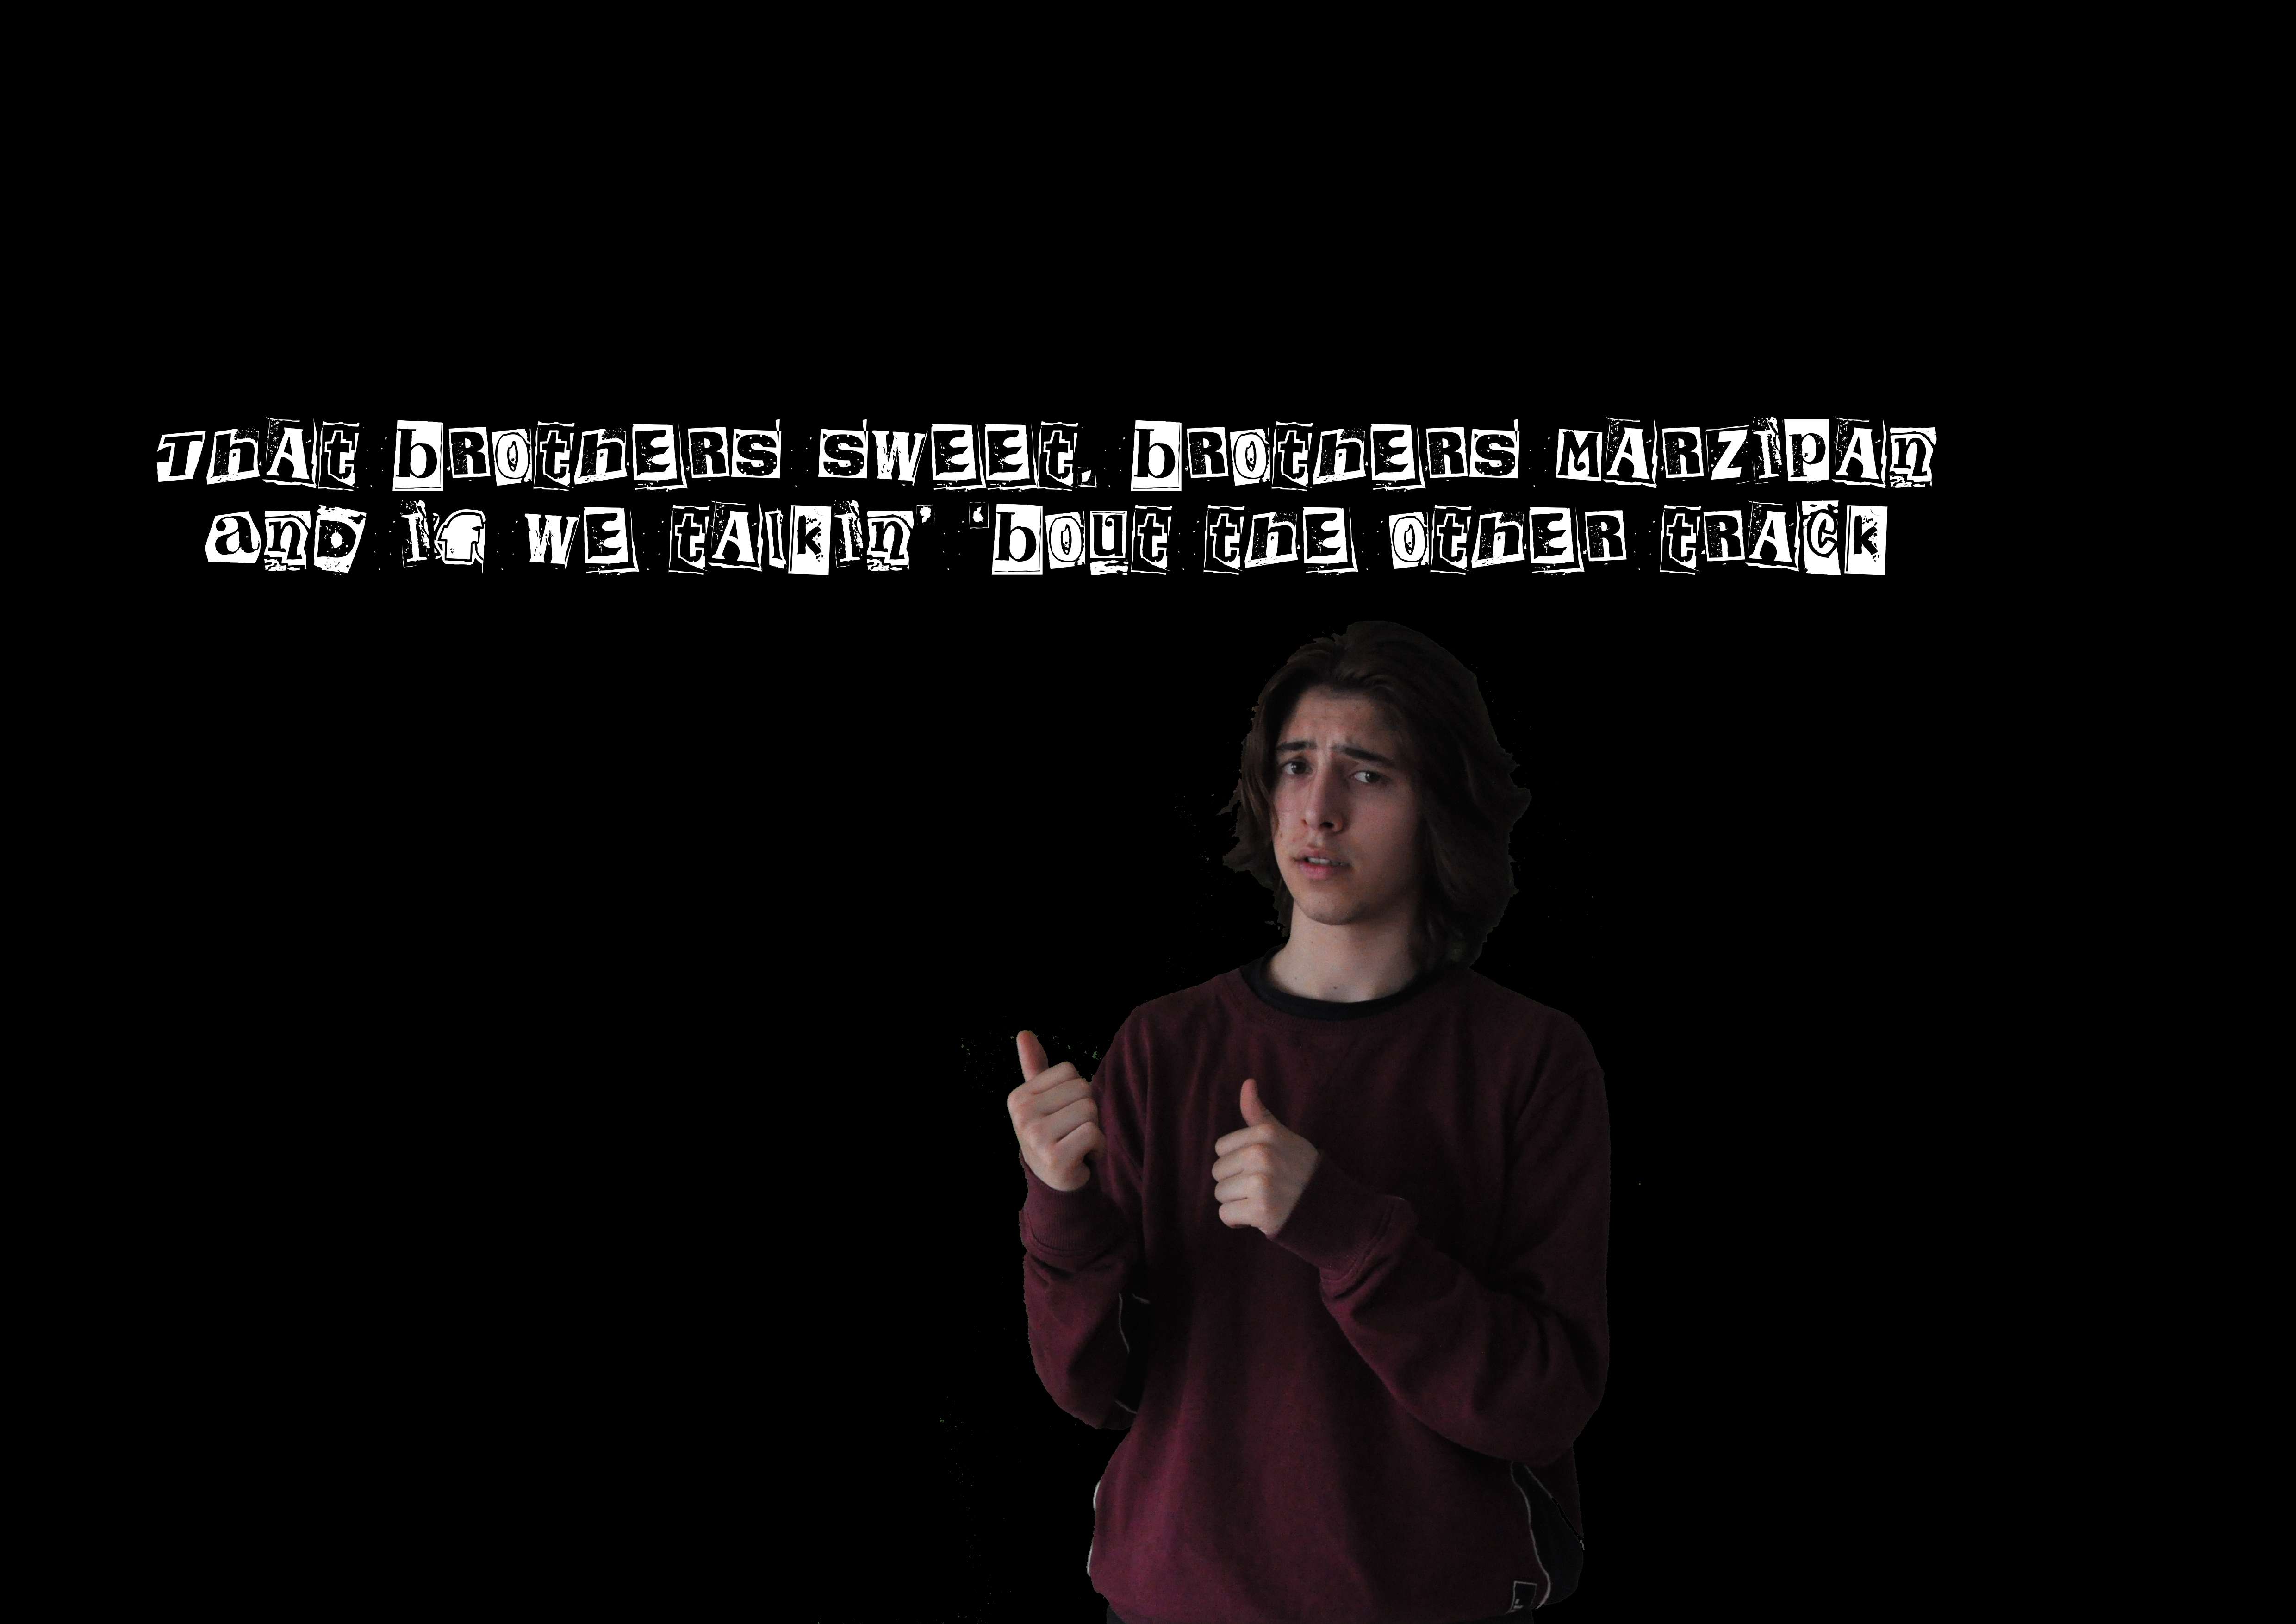 That brothers sweet, brothers marzipan
and if we talkin' 'bout the other track